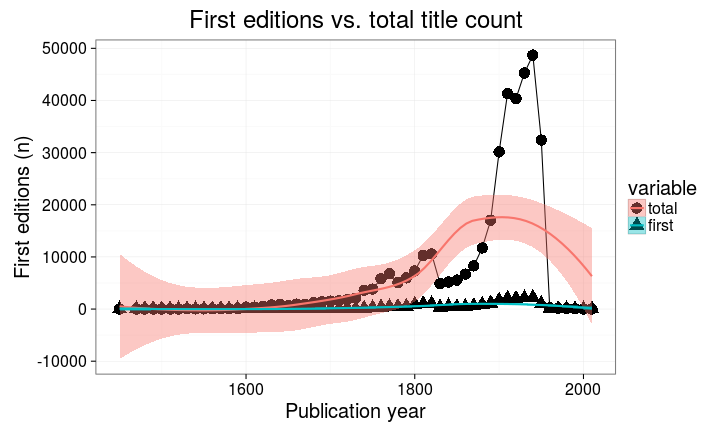 First editions vs. total title count
First editions (n)
50000
40000
30000
20000
10000
0
-10000
1600
1800
2000
Publication year
variable
total
first